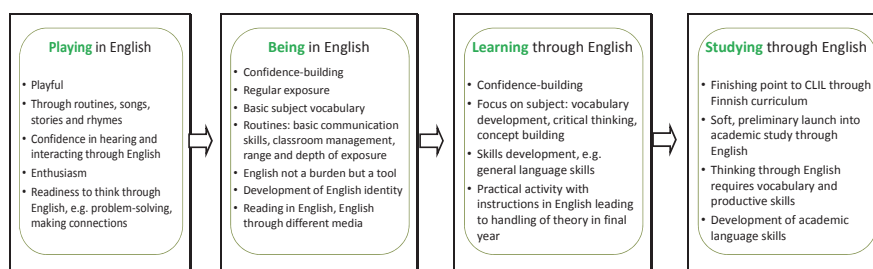 Playing in English
• Playful
• Through routines, songs,
stories and rhymes
• Confidence in hearing and
interacting through English
• Enthusiasm
• Readiness to think through
English, e.g. problem-solving,
making connections
Being in English
• Confidence-building
• Regular exposure
• Basic subject vocabulary
• Routines: basic communication
skills, classroom management,
range and depth of exposure
• English not a burden but a tool
• Development of English identity
• Reading in English, English
through different media
Learning through English
• Confidence-building
• Focus on subject: vocabulary
development, critical thinking,
concept building
• Skills development, e.g.
general language skills
• Practical activity with
instructions in English leading
to handling of theory in final
year
Studying through English
• Finishing point to CLIL through
Finnish curriculum
• Soft, preliminary launch into
academic study through
English
• Thinking through English
requires vocabulary and
productive skills
• Development of academic
language skills